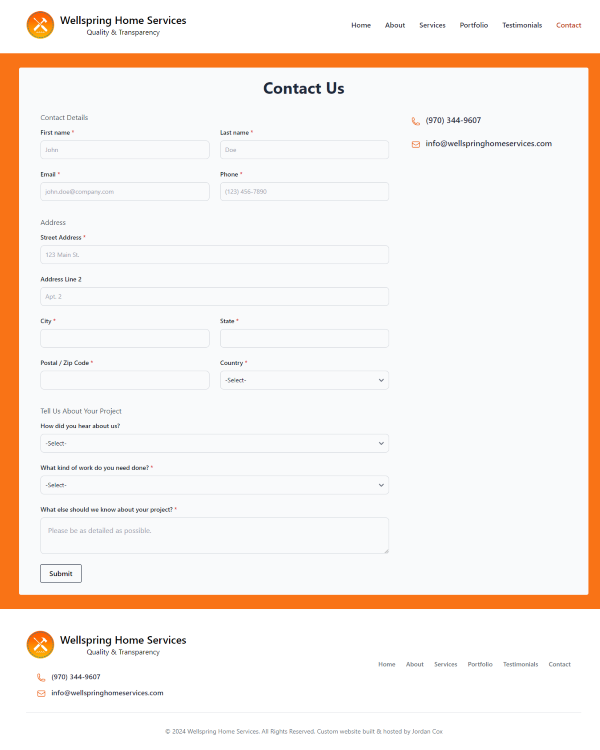 Wellspring Home Services
Quality & Transparency
Home About Services Portfolio Testimonials Contact
Contact Us
Contact Details
First name * Last name *
John Doe
Email * Phone *
john.doe@company.com (123) 456-7890
(970) 344-9607
info@wellspringhomeservices.com
Address
Street Address *
123 Main St.
Address Line 2
Apt. 2
City * State *
Postal / Zip Code * Country *
-Select-
Tell Us About Your Project
How did you hear about us?
-Select-
What kind of work do you need done? *
-Select-
What else should we know about your project? *
Please be as detailed as possible.
Submit
Wellspring Home Services
Quality & Transparency
(970) 344-9607
info@wellspringhomeservices.com
Home About Services Portfolio Testimonials Contact
© 2024 Wellspring Home Services. All Rights Reserved. Custom website built & hosted by Jordan Cox